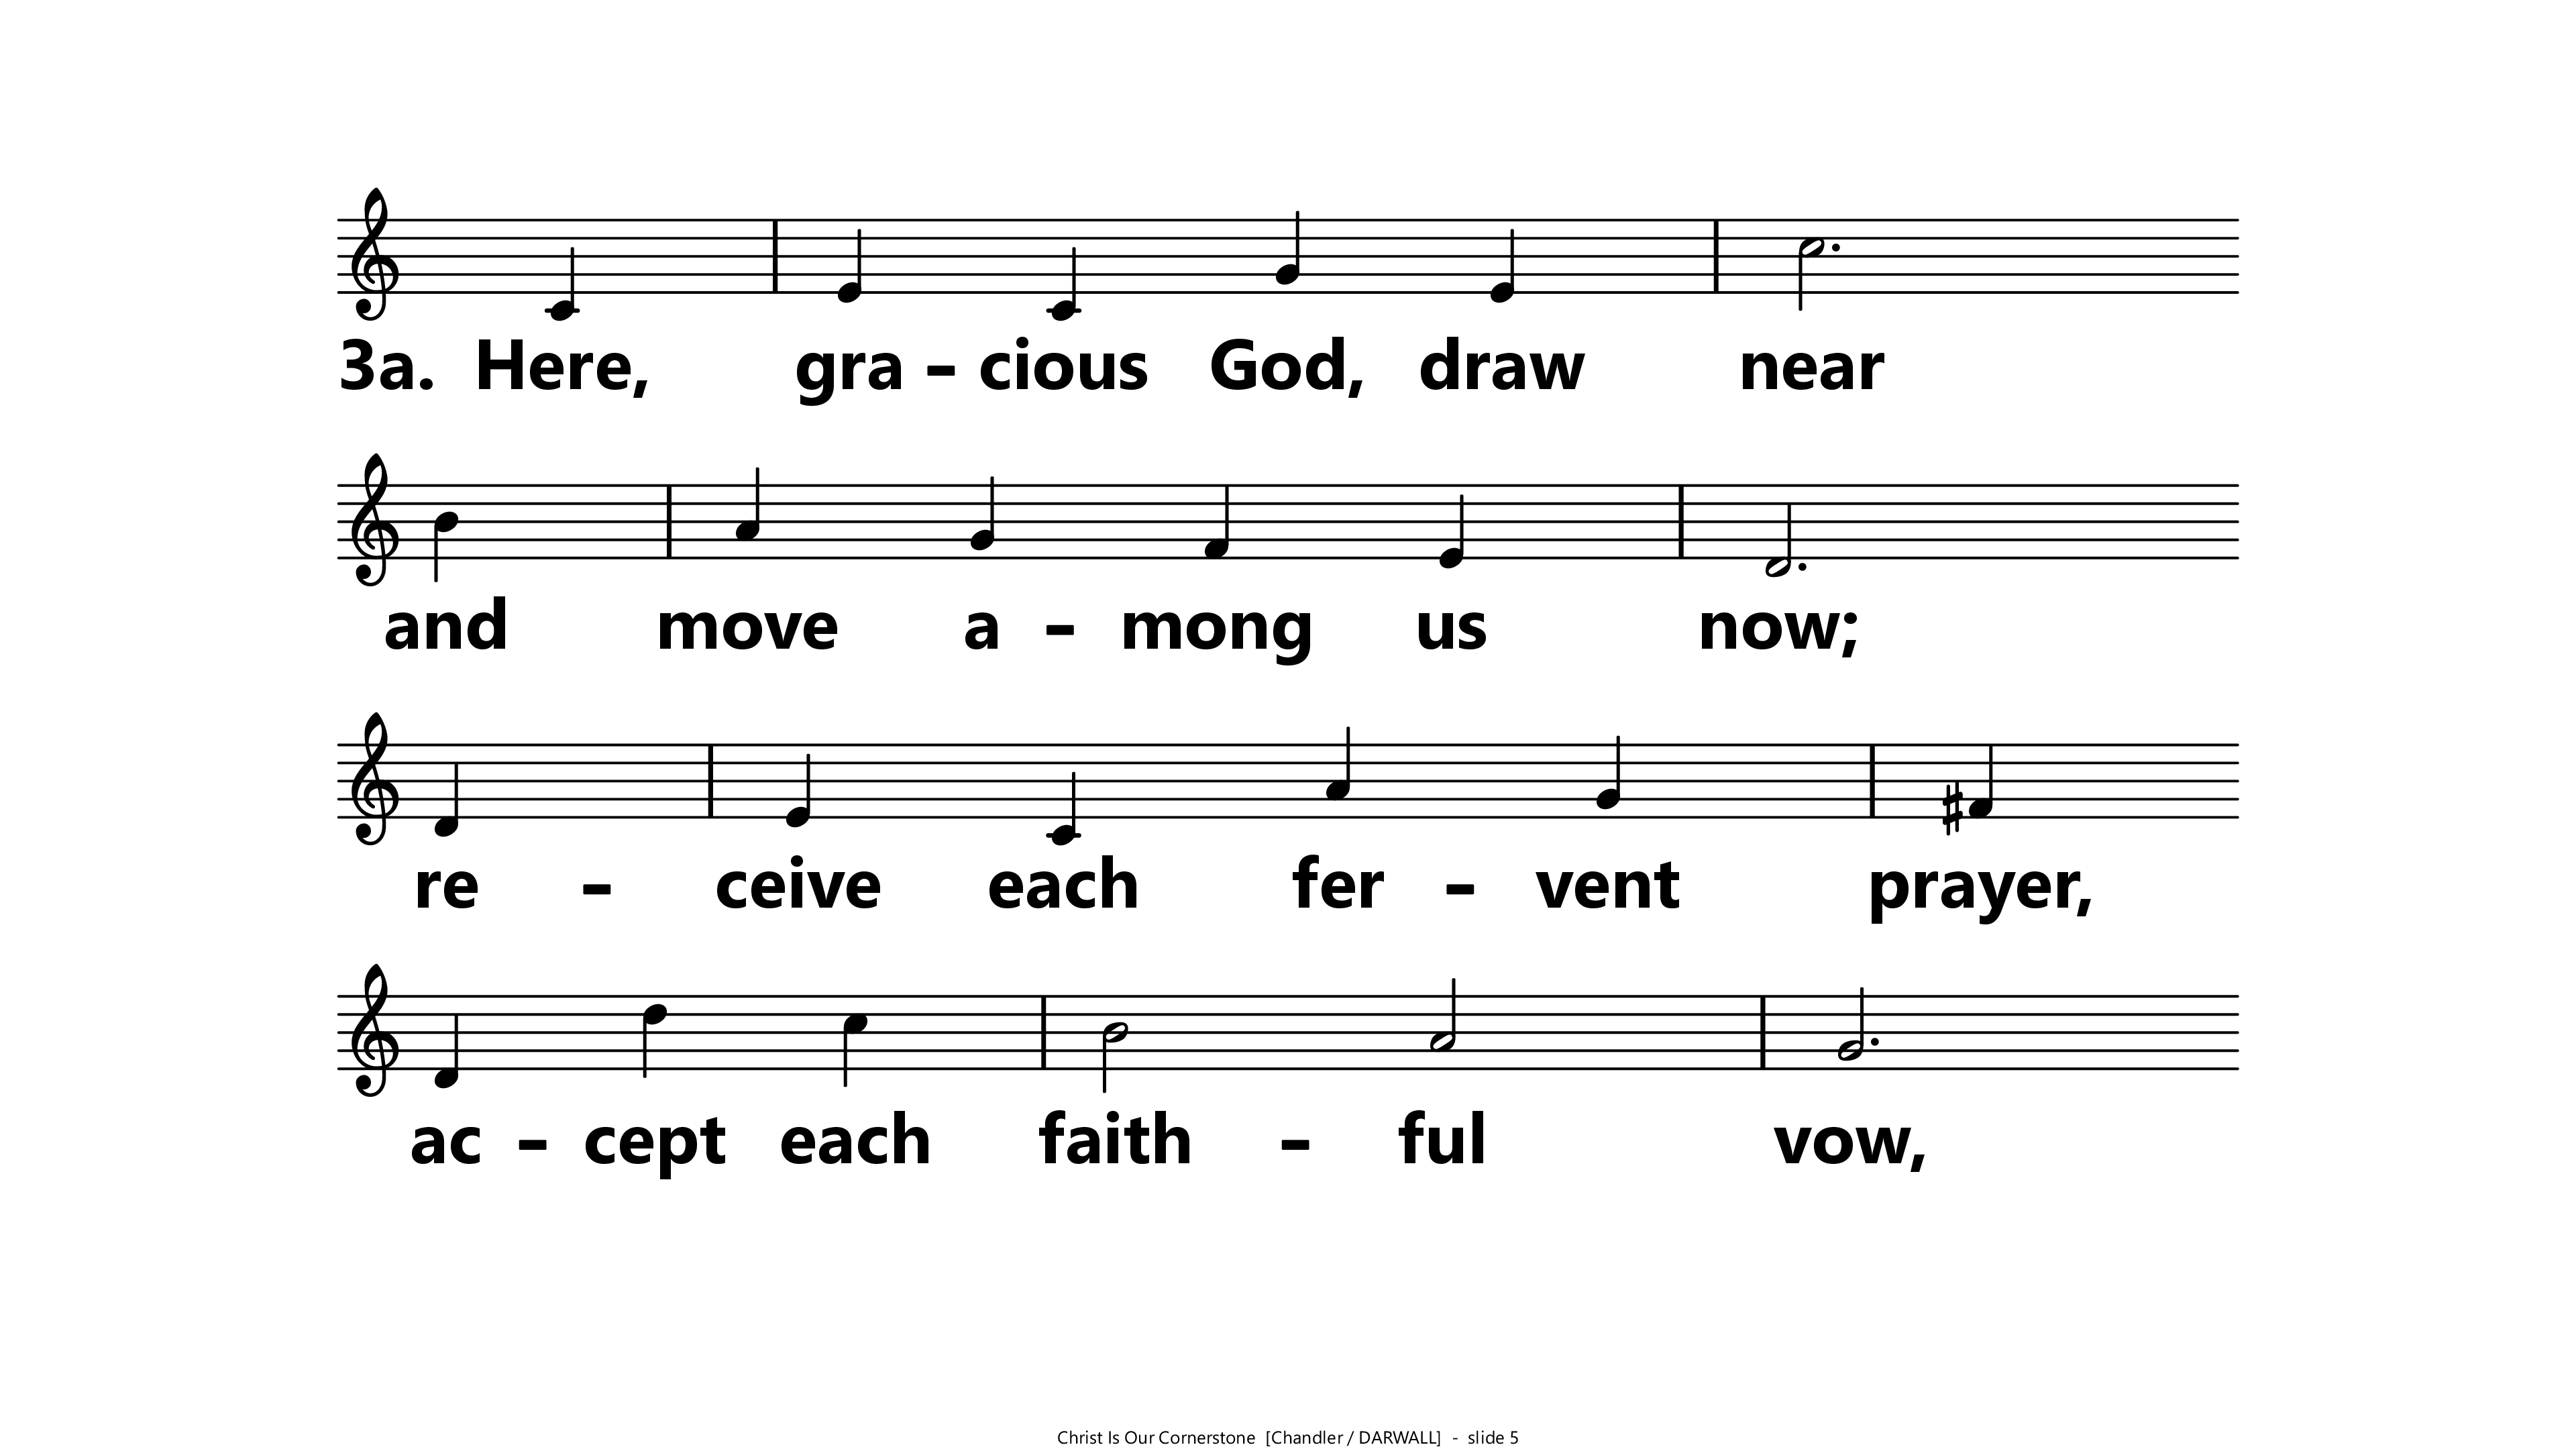 3a. Here, gra - cious God, draw near
and move a - mong us now;
re - ceive each fer - vent prayer,
ac - cept each faith - ful vow,
Christ Is Our Cornerstone [Chandler / DARWALL] - slide 5